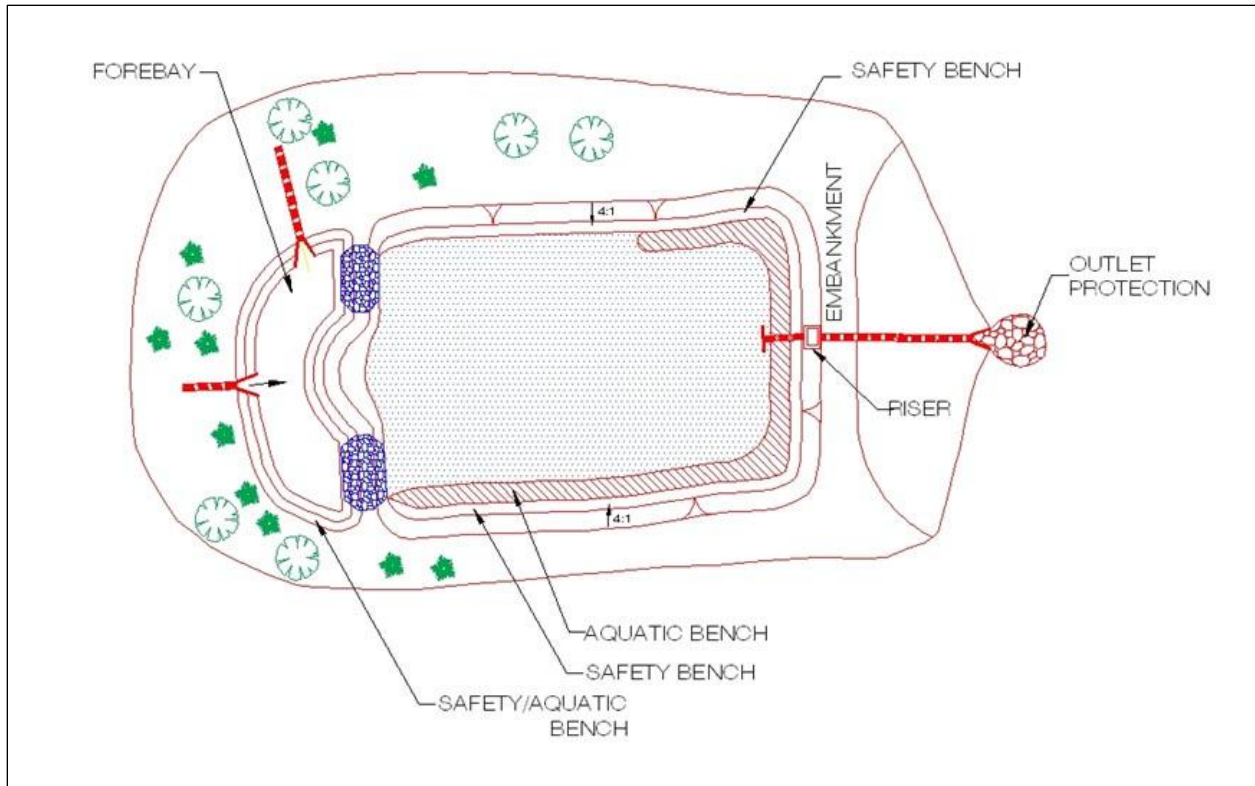 FOREBAY
SAFETY BENCH
4:1
EMBANKMENT
OUTLET
PROTECTION
RISER
4:1
AQUATIC BENCH
SAFETY BENCH
SAFETY/AQUATIC
BENCH